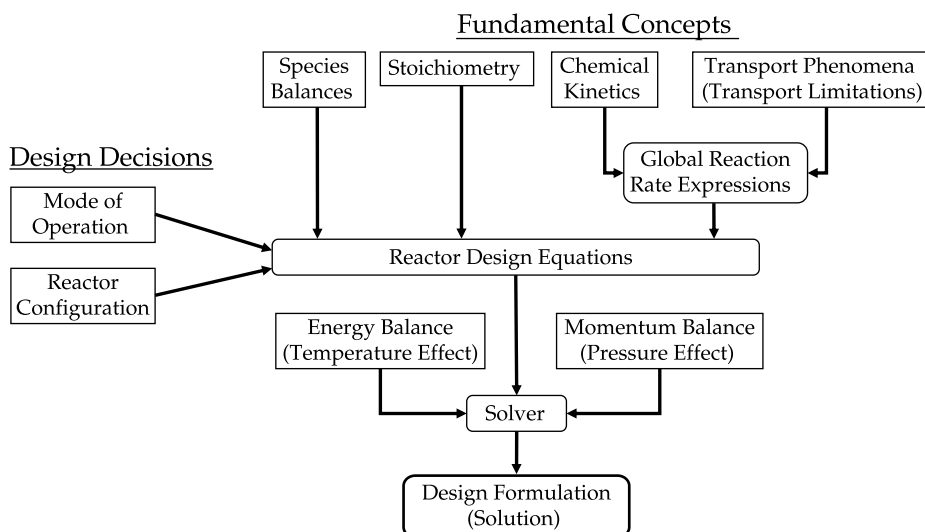 Fundamental Concepts
Species
Balances
Stoichiometry
Chemical
Kinetics
Transport Phenomena
(Transport Limitations)
Design Decisions
Global Reaction
Rate Expressions
Mode of
Operation
Reactor Design Equations
Reactor
Configuration
Energy Balance
(Temperature Effect)
Momentum Balance
(Pressure Effect)
Solver
Design Formulation
(Solution)